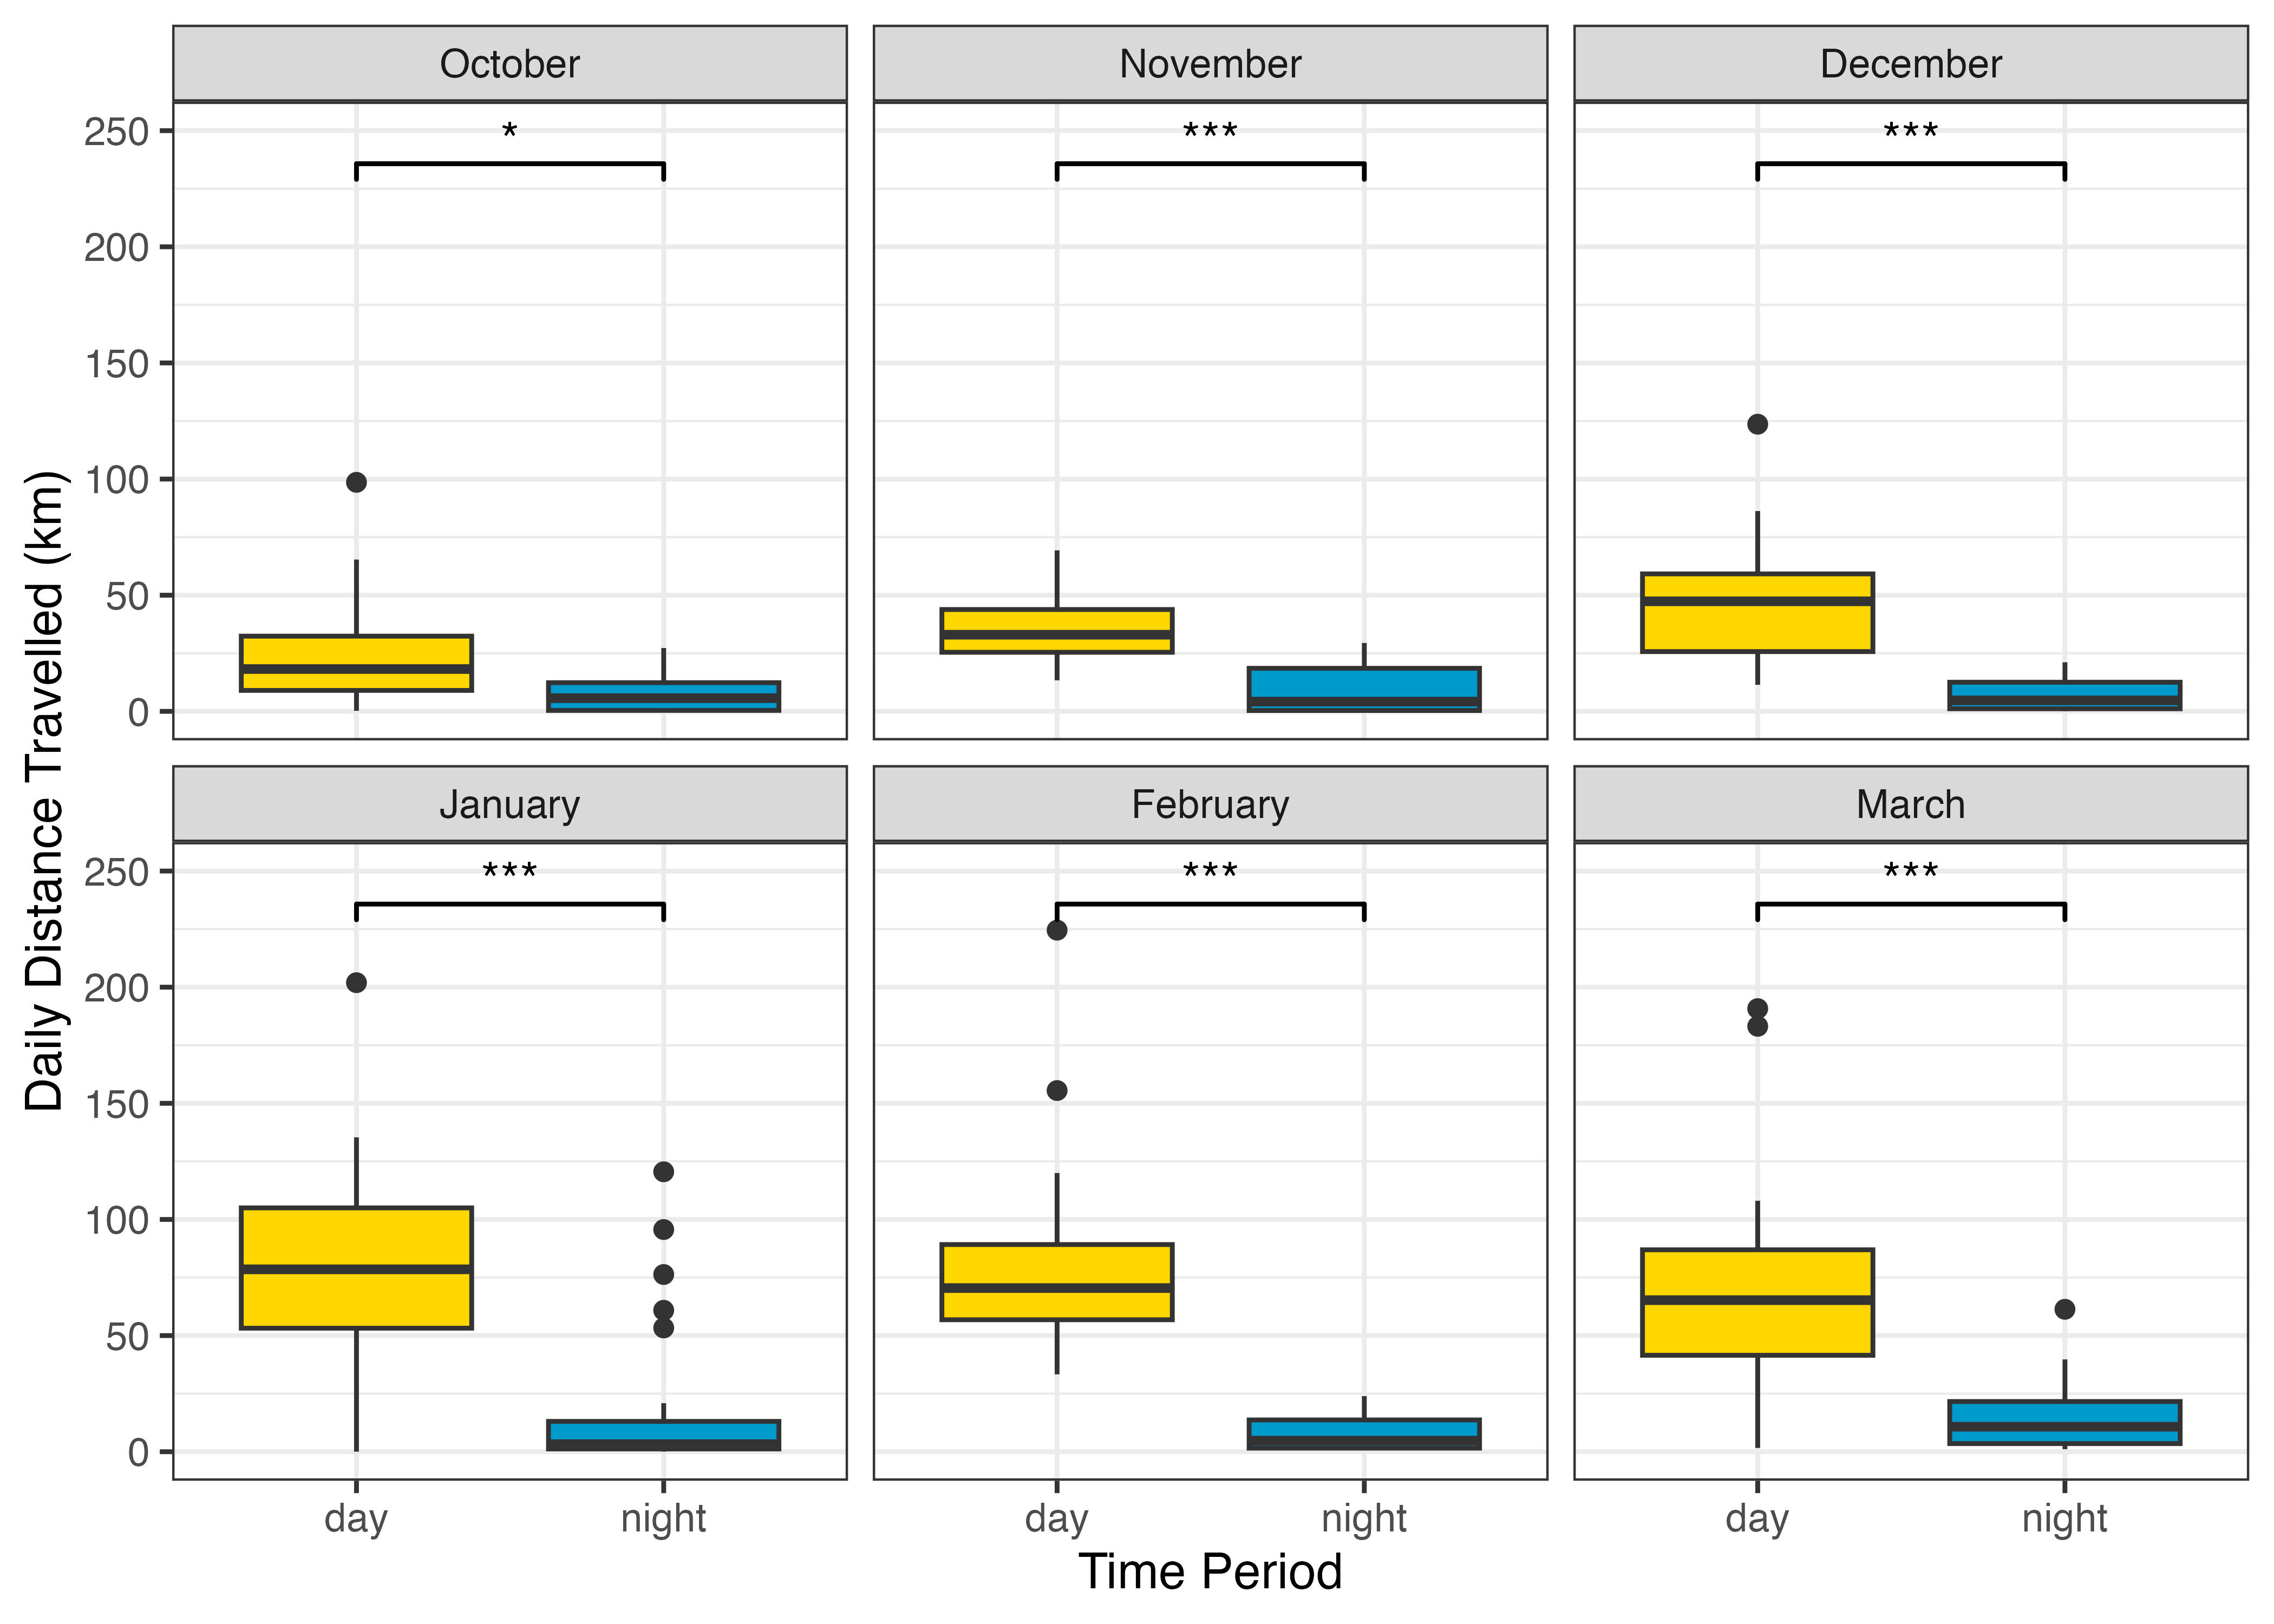 October
November
December
*
***
***
250
200
150
100
50
0
January
February
March
***
***
***
250
200
150
100
50
0
day
night
day
night
day
night
Time Period
Daily Distance Travelled (km)